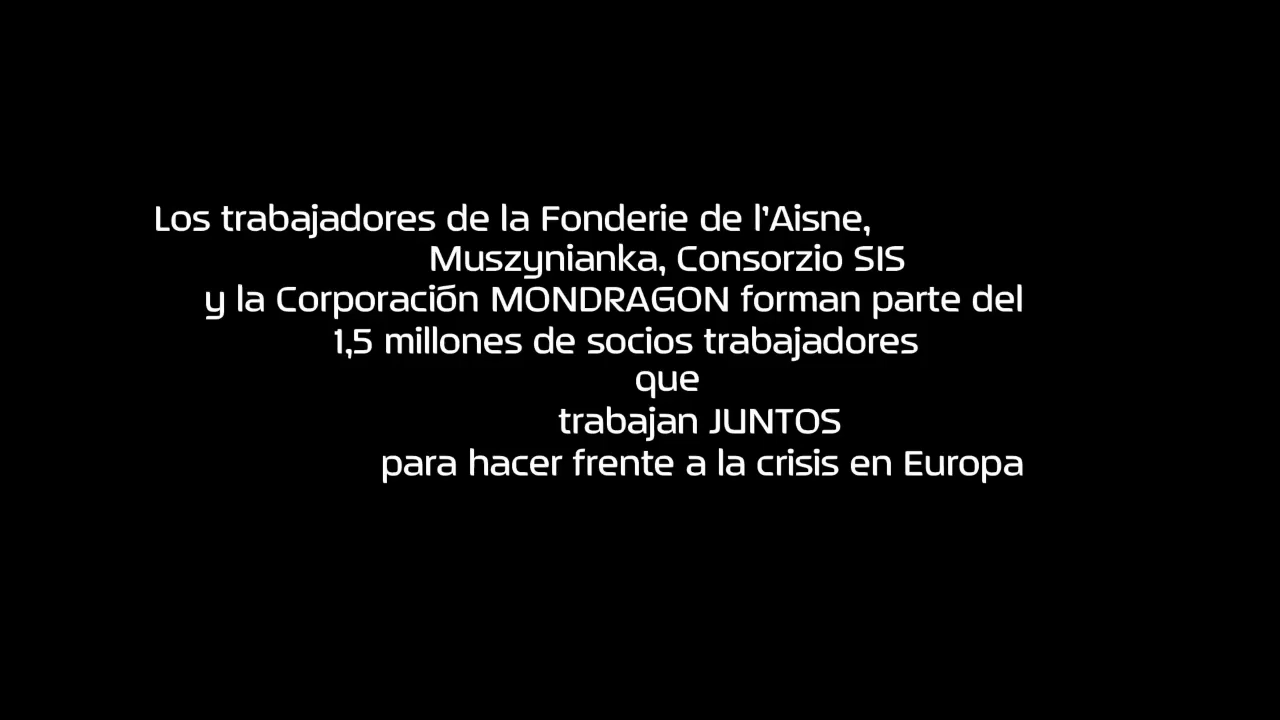 Los trabajadores de la Fonderie de l'Aisne,
Muszynianka, Consorzio SIS
y la Corporación MONDRAGON forman parte del
1,5 millones de socios trabajadores
que
trabajan JUNTOS
para hacer frente a la crisis en Europa